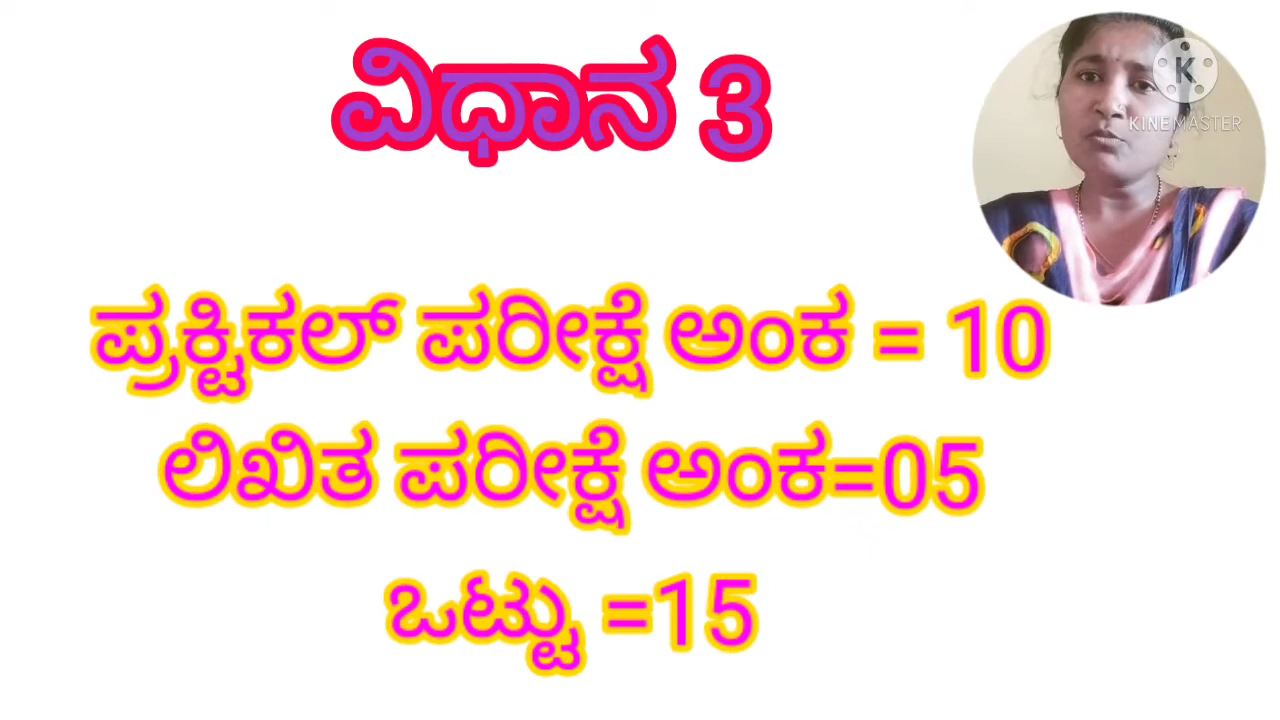 ವಿಧಾನ 3
K
KINEMASTER
ಪ್ರಕ್ಟಿಕಲ್ ಪರೀಕ್ಷೆ ಅಂಕ = 10
ಲಿಖಿತ ಪರೀಕ್ಷೆ ಅಂಕ=05
ಒಟ್ಟು =15